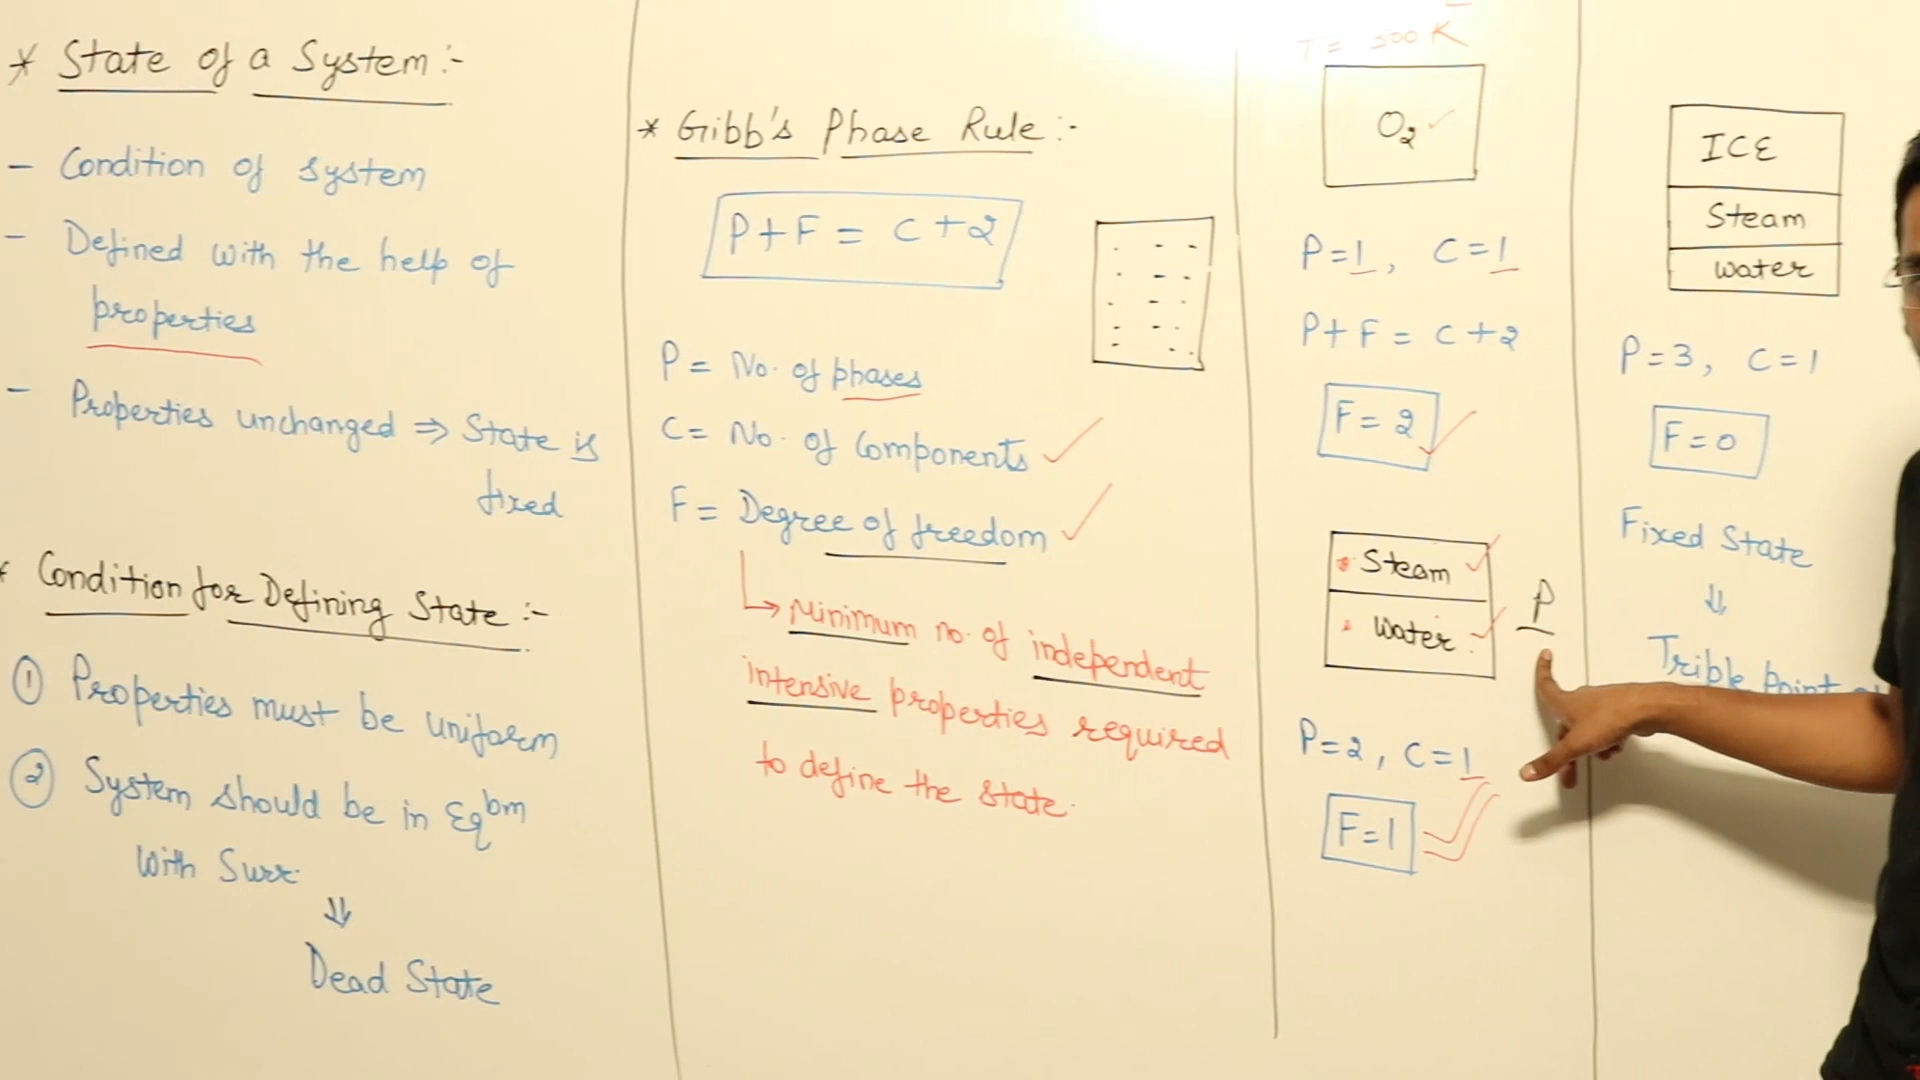 * State of a System :-
- Condition of system
- Defined with the help of
properties
- Properties unchanged ⇒ State is
fixed
* Condition for Defining State :-
① Properties must be uniform
② System should be in Eqbm
With Surr.
⇓
Dead State
* Gibb's Phase Rule :-
P+F = C+2
P = No. of phases
C = No. of Components ✓
F = Degree of freedom ✓
↳ Minimum no. of independent
intensive properties required
to define the state.
T = 300 K
O2 ✓
P=1, C=1
P+F = C+2
F=2 ✓
Steam ✓
Water ✓
P
P=2, C=1
F=1
ICE
Steam
Water
P=3, C=1
F=0
Fixed State
⇓
Trible Point